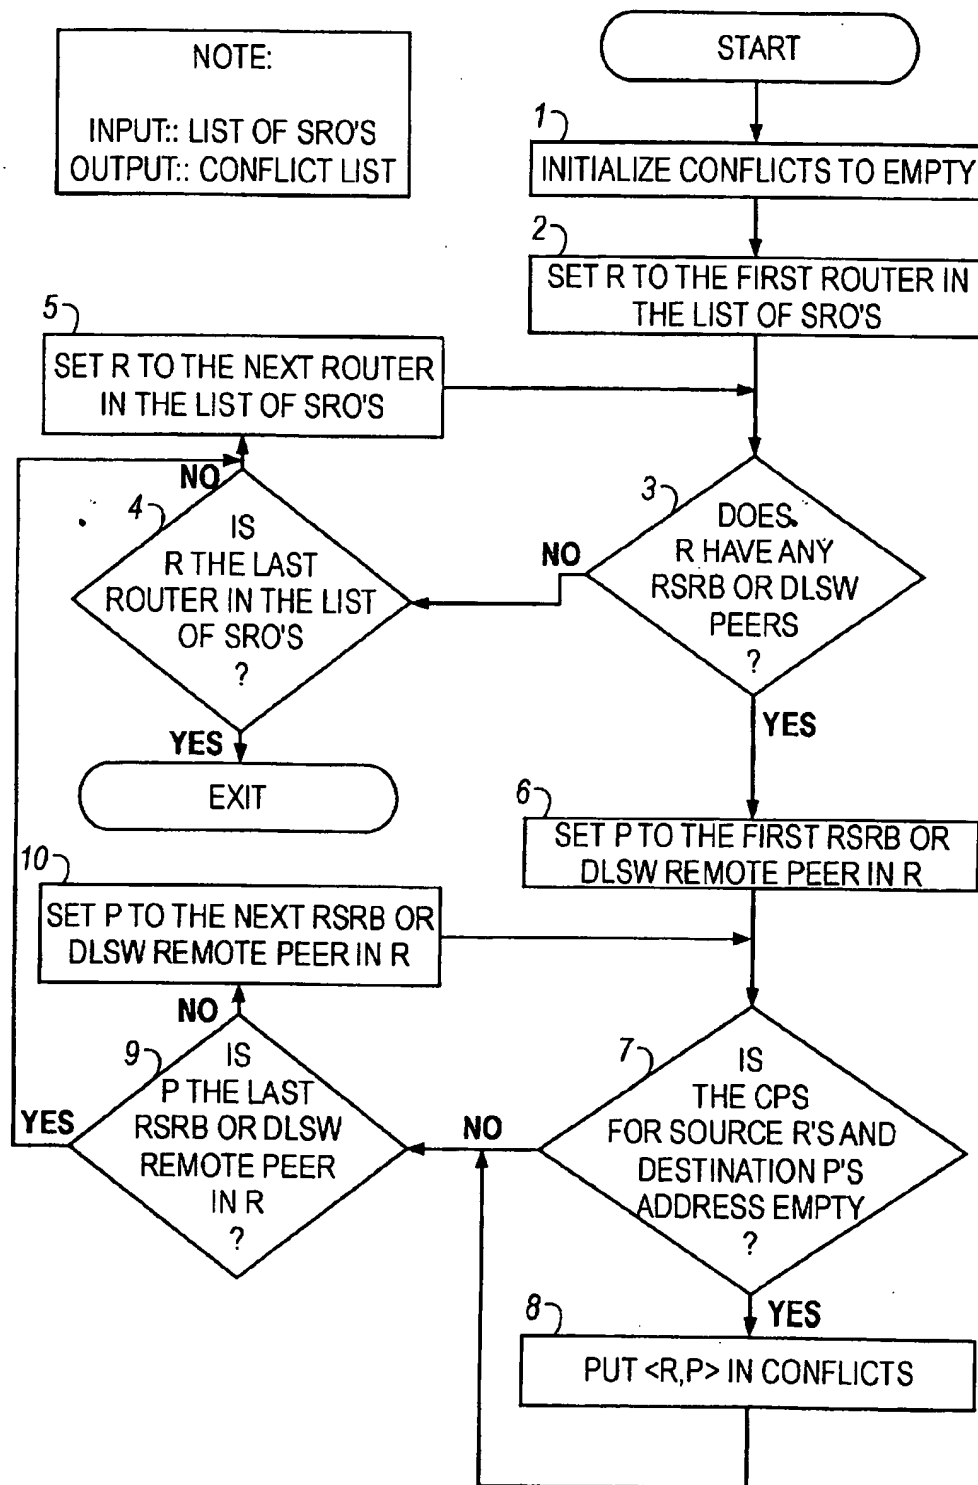 NOTE:
INPUT:: LIST OF SRO'S
OUTPUT:: CONFLICT LIST
START
1
INITIALIZE CONFLICTS TO EMPTY
2
SET R TO THE FIRST ROUTER IN
THE LIST OF SRO'S
5
SET R TO THE NEXT ROUTER
IN THE LIST OF SRO'S
3
DOES
R HAVE ANY
RSRB OR DLSW
PEERS
?
NO
YES
4
NO
IS
R THE LAST
ROUTER IN THE LIST
OF SRO'S
?
YES
EXIT
6
SET P TO THE FIRST RSRB OR
DLSW REMOTE PEER IN R
10
SET P TO THE NEXT RSRB OR
DLSW REMOTE PEER IN R
7
IS
THE CPS
FOR SOURCE R'S AND
DESTINATION P'S
ADDRESS EMPTY
?
NO
YES
9
NO
IS
P THE LAST
RSRB OR DLSW
REMOTE PEER
IN R
?
YES
8
PUT <R,P> IN CONFLICTS